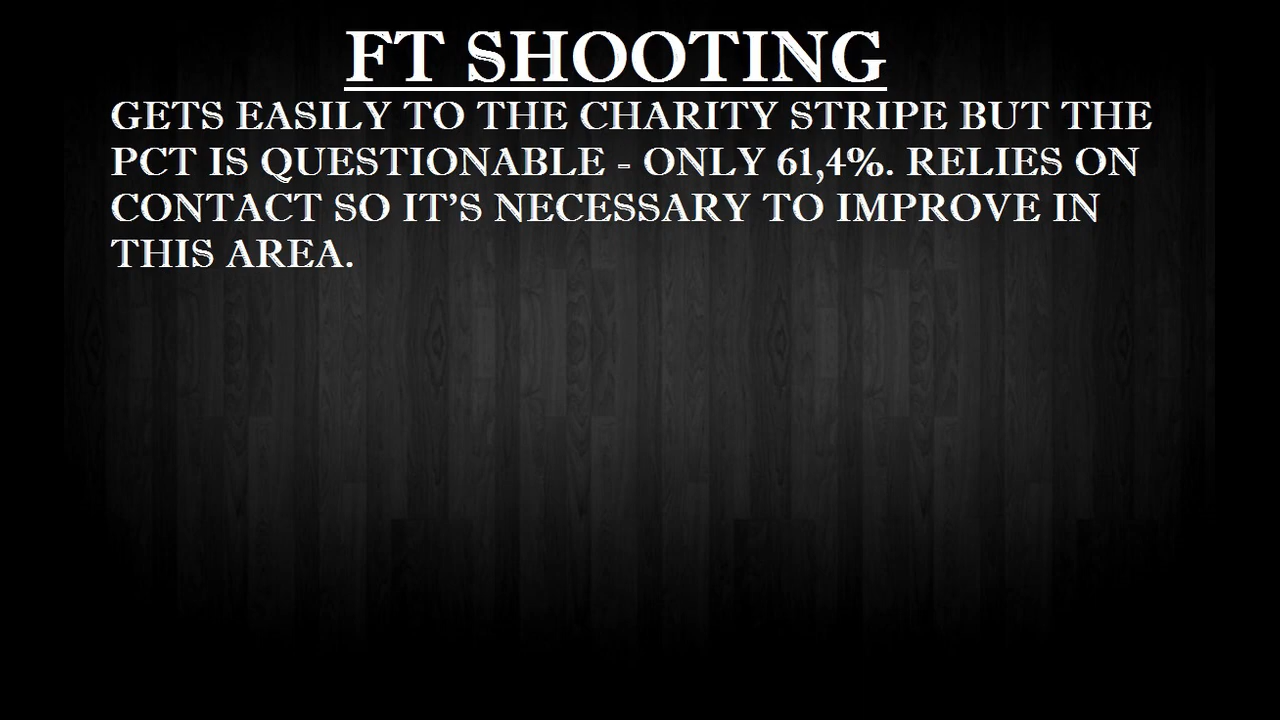 FT SHOOTING
GETS EASILY TO THE CHARITY STRIPE BUT THE
PCT IS QUESTIONABLE - ONLY 61,4%. RELIES ON
CONTACT SO IT’S NECESSARY TO IMPROVE IN
THIS AREA.